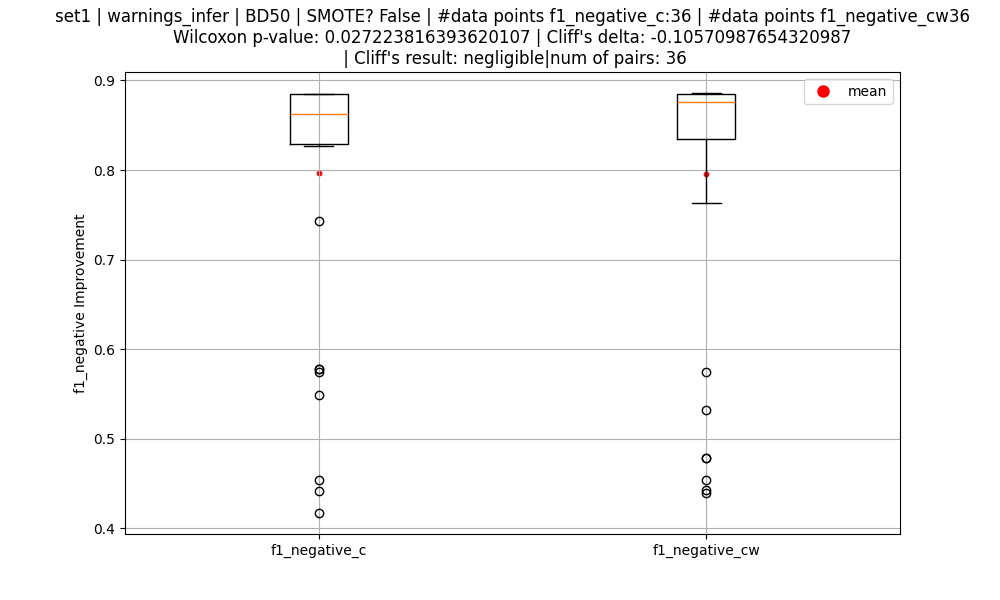 set1 | warnings_infer | BD50 | SMOTE? False | #data points f1_negative_c:36 | #data points f1_negative_cw36
Wilcoxon p-value: 0.027223816393620107 | Cliff's delta: -0.10570987654320987
| Cliff's result: negligible|num of pairs: 36
mean
0.9
0.8
0.7
0.6
0.5
0.4
f1_negative Improvement
f1_negative_c
f1_negative_cw